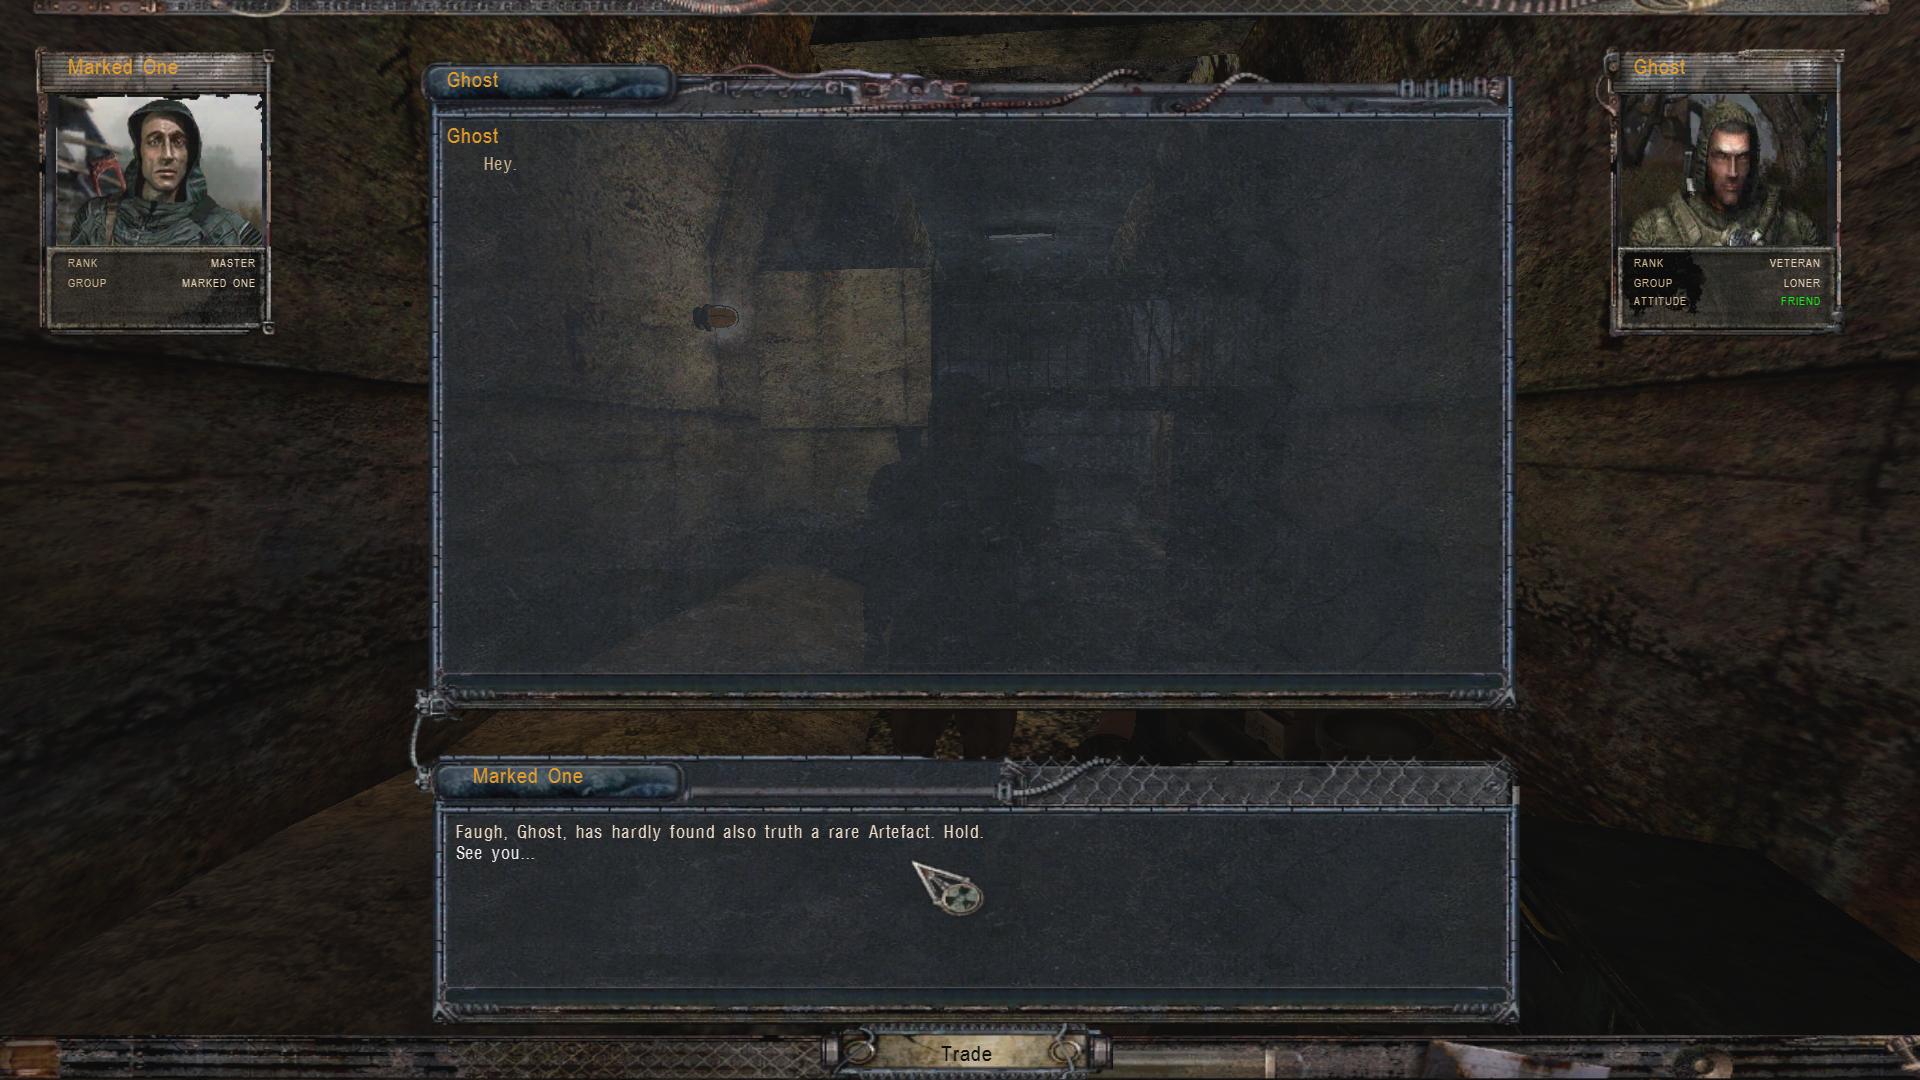 Marked One
RANK MASTER
GROUP MARKED ONE
Ghost
Ghost
Hey.
Ghost
RANK VETERAN
GROUP LONER
ATTITUDE FRIEND
Marked One
Faugh, Ghost, has hardly found also truth a rare Artefact. Hold.
See you...
Trade